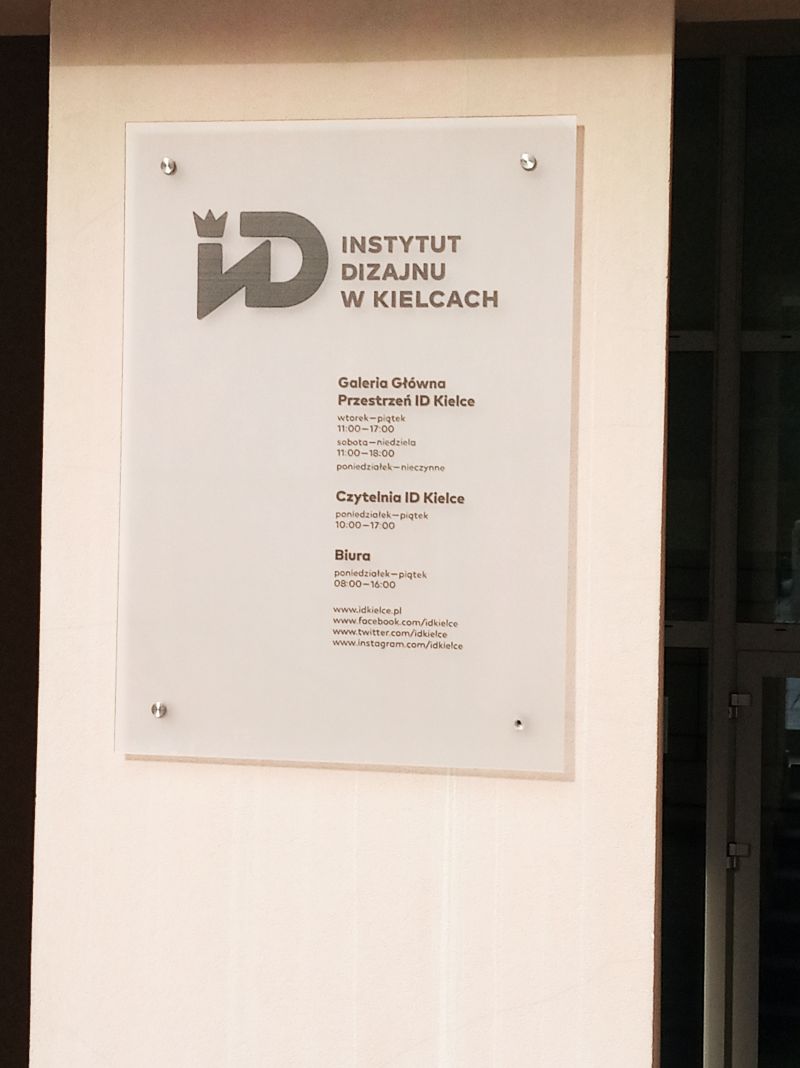 iD
INSTYTUT
DIZAJNU
W KIELCACH
Galeria Główna
Przestrzeń ID Kielce
wtorek—piątek
11:00—17:00
sobota—niedziela
11:00—18:00
poniedziałek—nieczynne
Czytelnia ID Kielce
poniedziałek—piątek
10:00—17:00
Biura
poniedziałek—piątek
08:00—16:00
www.idkielce.pl
www.facebook.com/idkielce
www.twitter.com/idkielce
www.instagram.com/idkielce